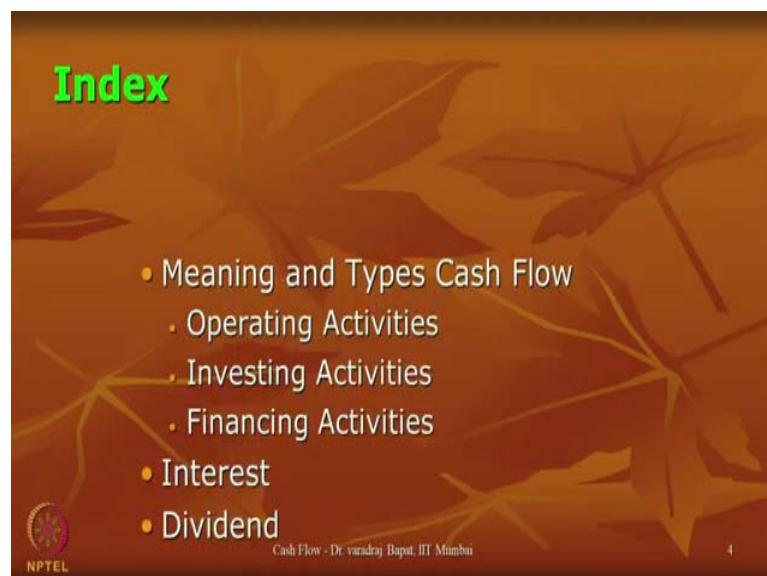 Index
• Meaning and Types Cash Flow
• Operating Activities
• Investing Activities
• Financing Activities
• Interest
• Dividend
Cash Flow - Dr. varadraj Bapat, IIT Mumbai
4
NPTEL